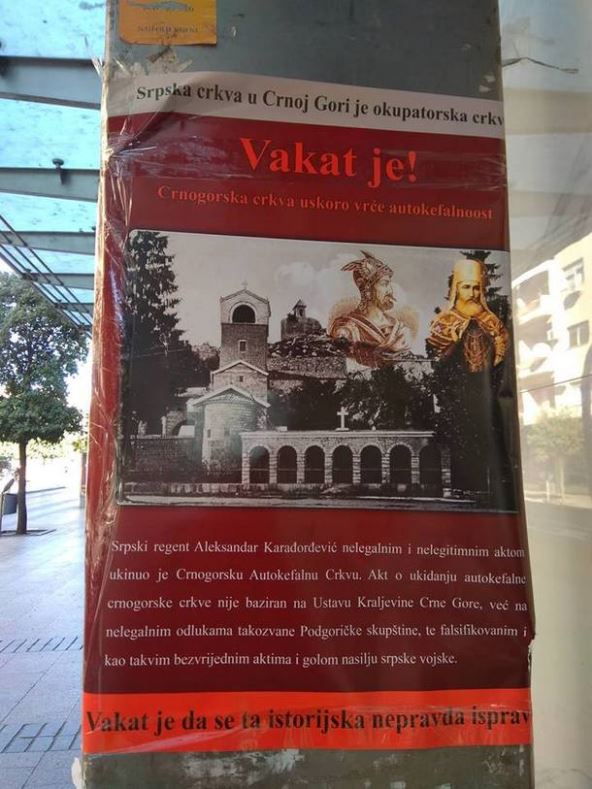 Srpska crkva u Crnoj Gori je okupatorska crkv
Vakat je!
Crnogorska crkva uskoro vrće autokefalnoost
Srpski regent Aleksandar Karađorđević nelegalnim i nelegitimnim aktom
ukinuo je Crnogorsku Autokefalnu Crkvu. Akt o ukidanju autokefalne
crnogorske crkve nije baziran na Ustavu Kraljevine Crne Gore, već na
nelegalnim odlukama takozvane Podgoričke skupštine, te falsifikovanim i
kao takvim bezvrijednim aktima i golom nasilju srpske vojske.
Vakat je da se ta istorijska nepravda isprav